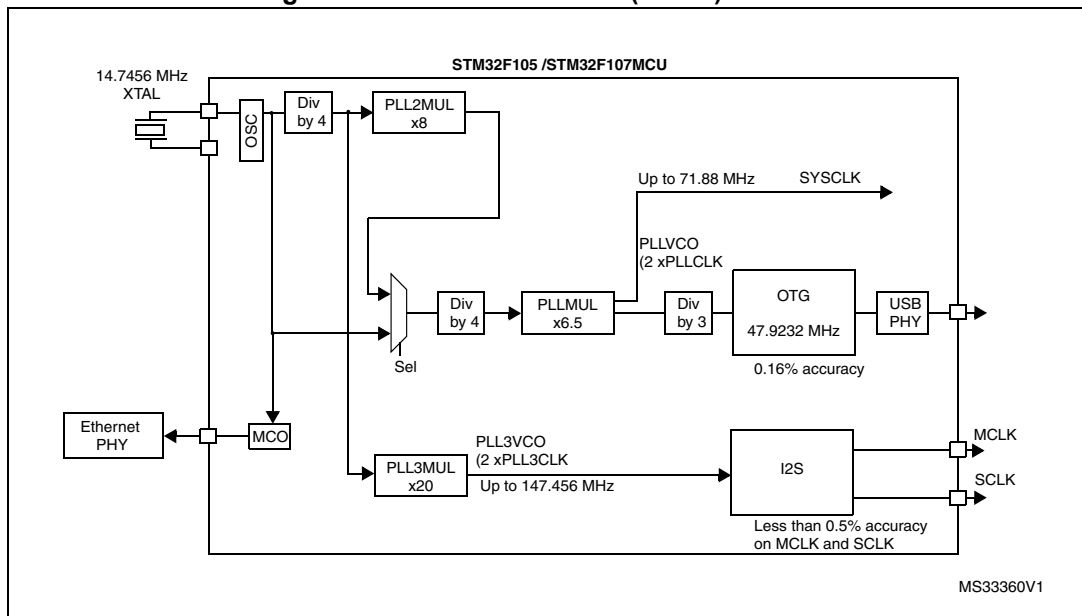 STM32F105 /STM32F107MCU
14.7456 MHz
XTAL
OSC
Div
by 4
PLL2MUL
x8
Up to 71.88 MHz
SYSCLK
PLLVCO
(2 xPLLCLK
Sel
Div
by 4
PLLMUL
x6.5
Div
by 3
OTG
47.9232 MHz
0.16% accuracy
USB
PHY
Ethernet
PHY
MCO
PLL3MUL
x20
PLL3VCO
(2 xPLL3CLK
Up to 147.456 MHz
I2S
Less than 0.5% accuracy
on MCLK and SCLK
MCLK
SCLK
MS33360V1